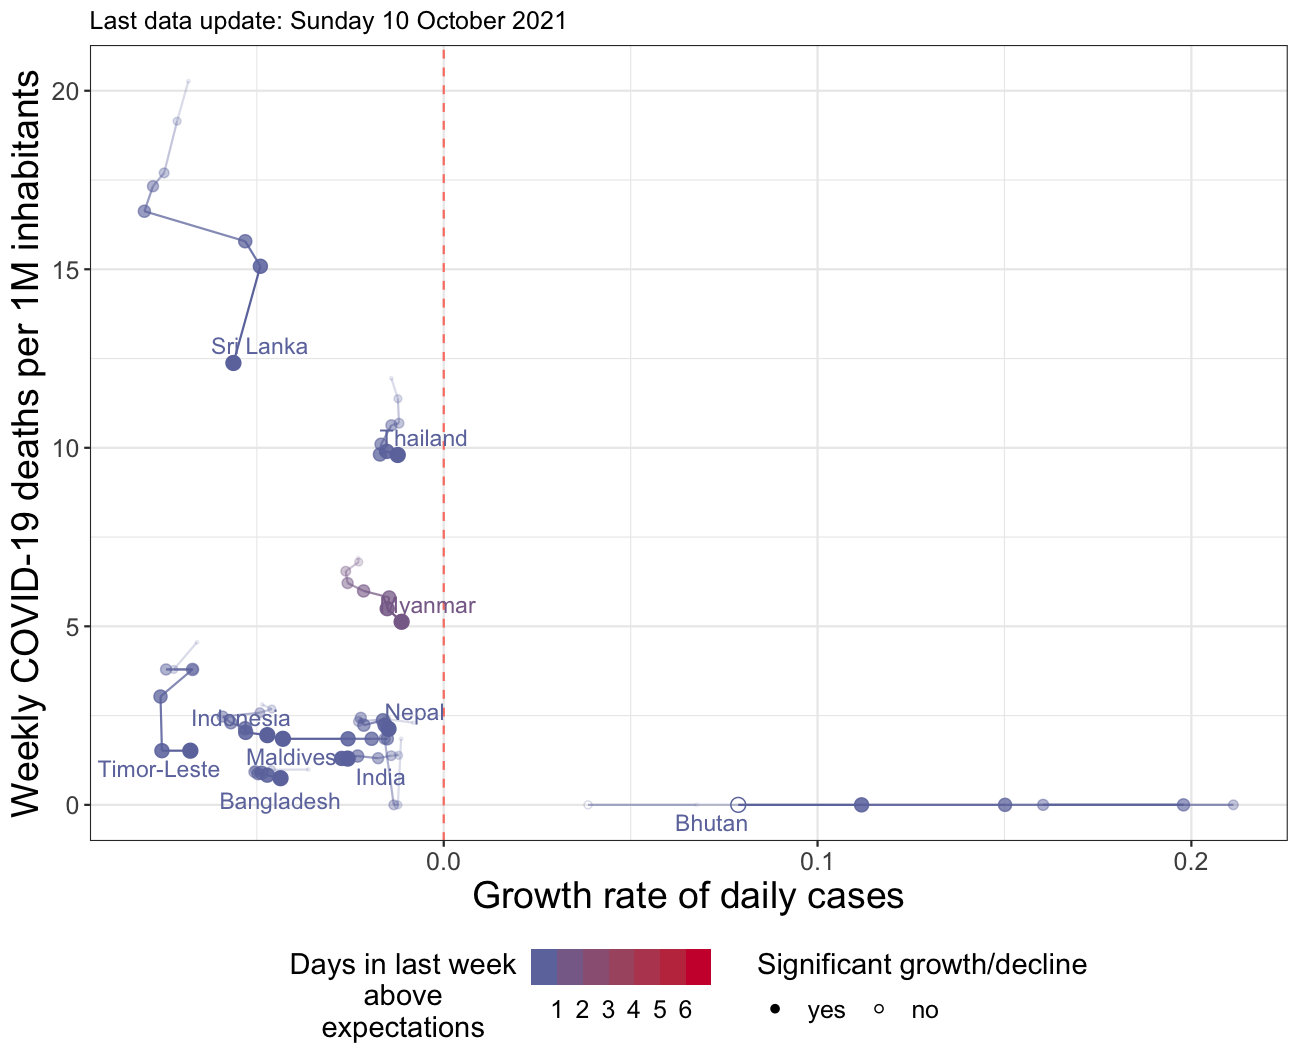 Last data update: Sunday 10 October 2021
Weekly COVID-19 deaths per 1M inhabitants
20
15
10
5
0
Sri Lanka
Thailand
Myanmar
Indonesia
Nepal
Maldives
Timor-Leste
India
Bangladesh
Bhutan
0.0
0.1
0.2
Growth rate of daily cases
Days in last week
above
expectations
1 2 3 4 5 6
Significant growth/decline
yes
no